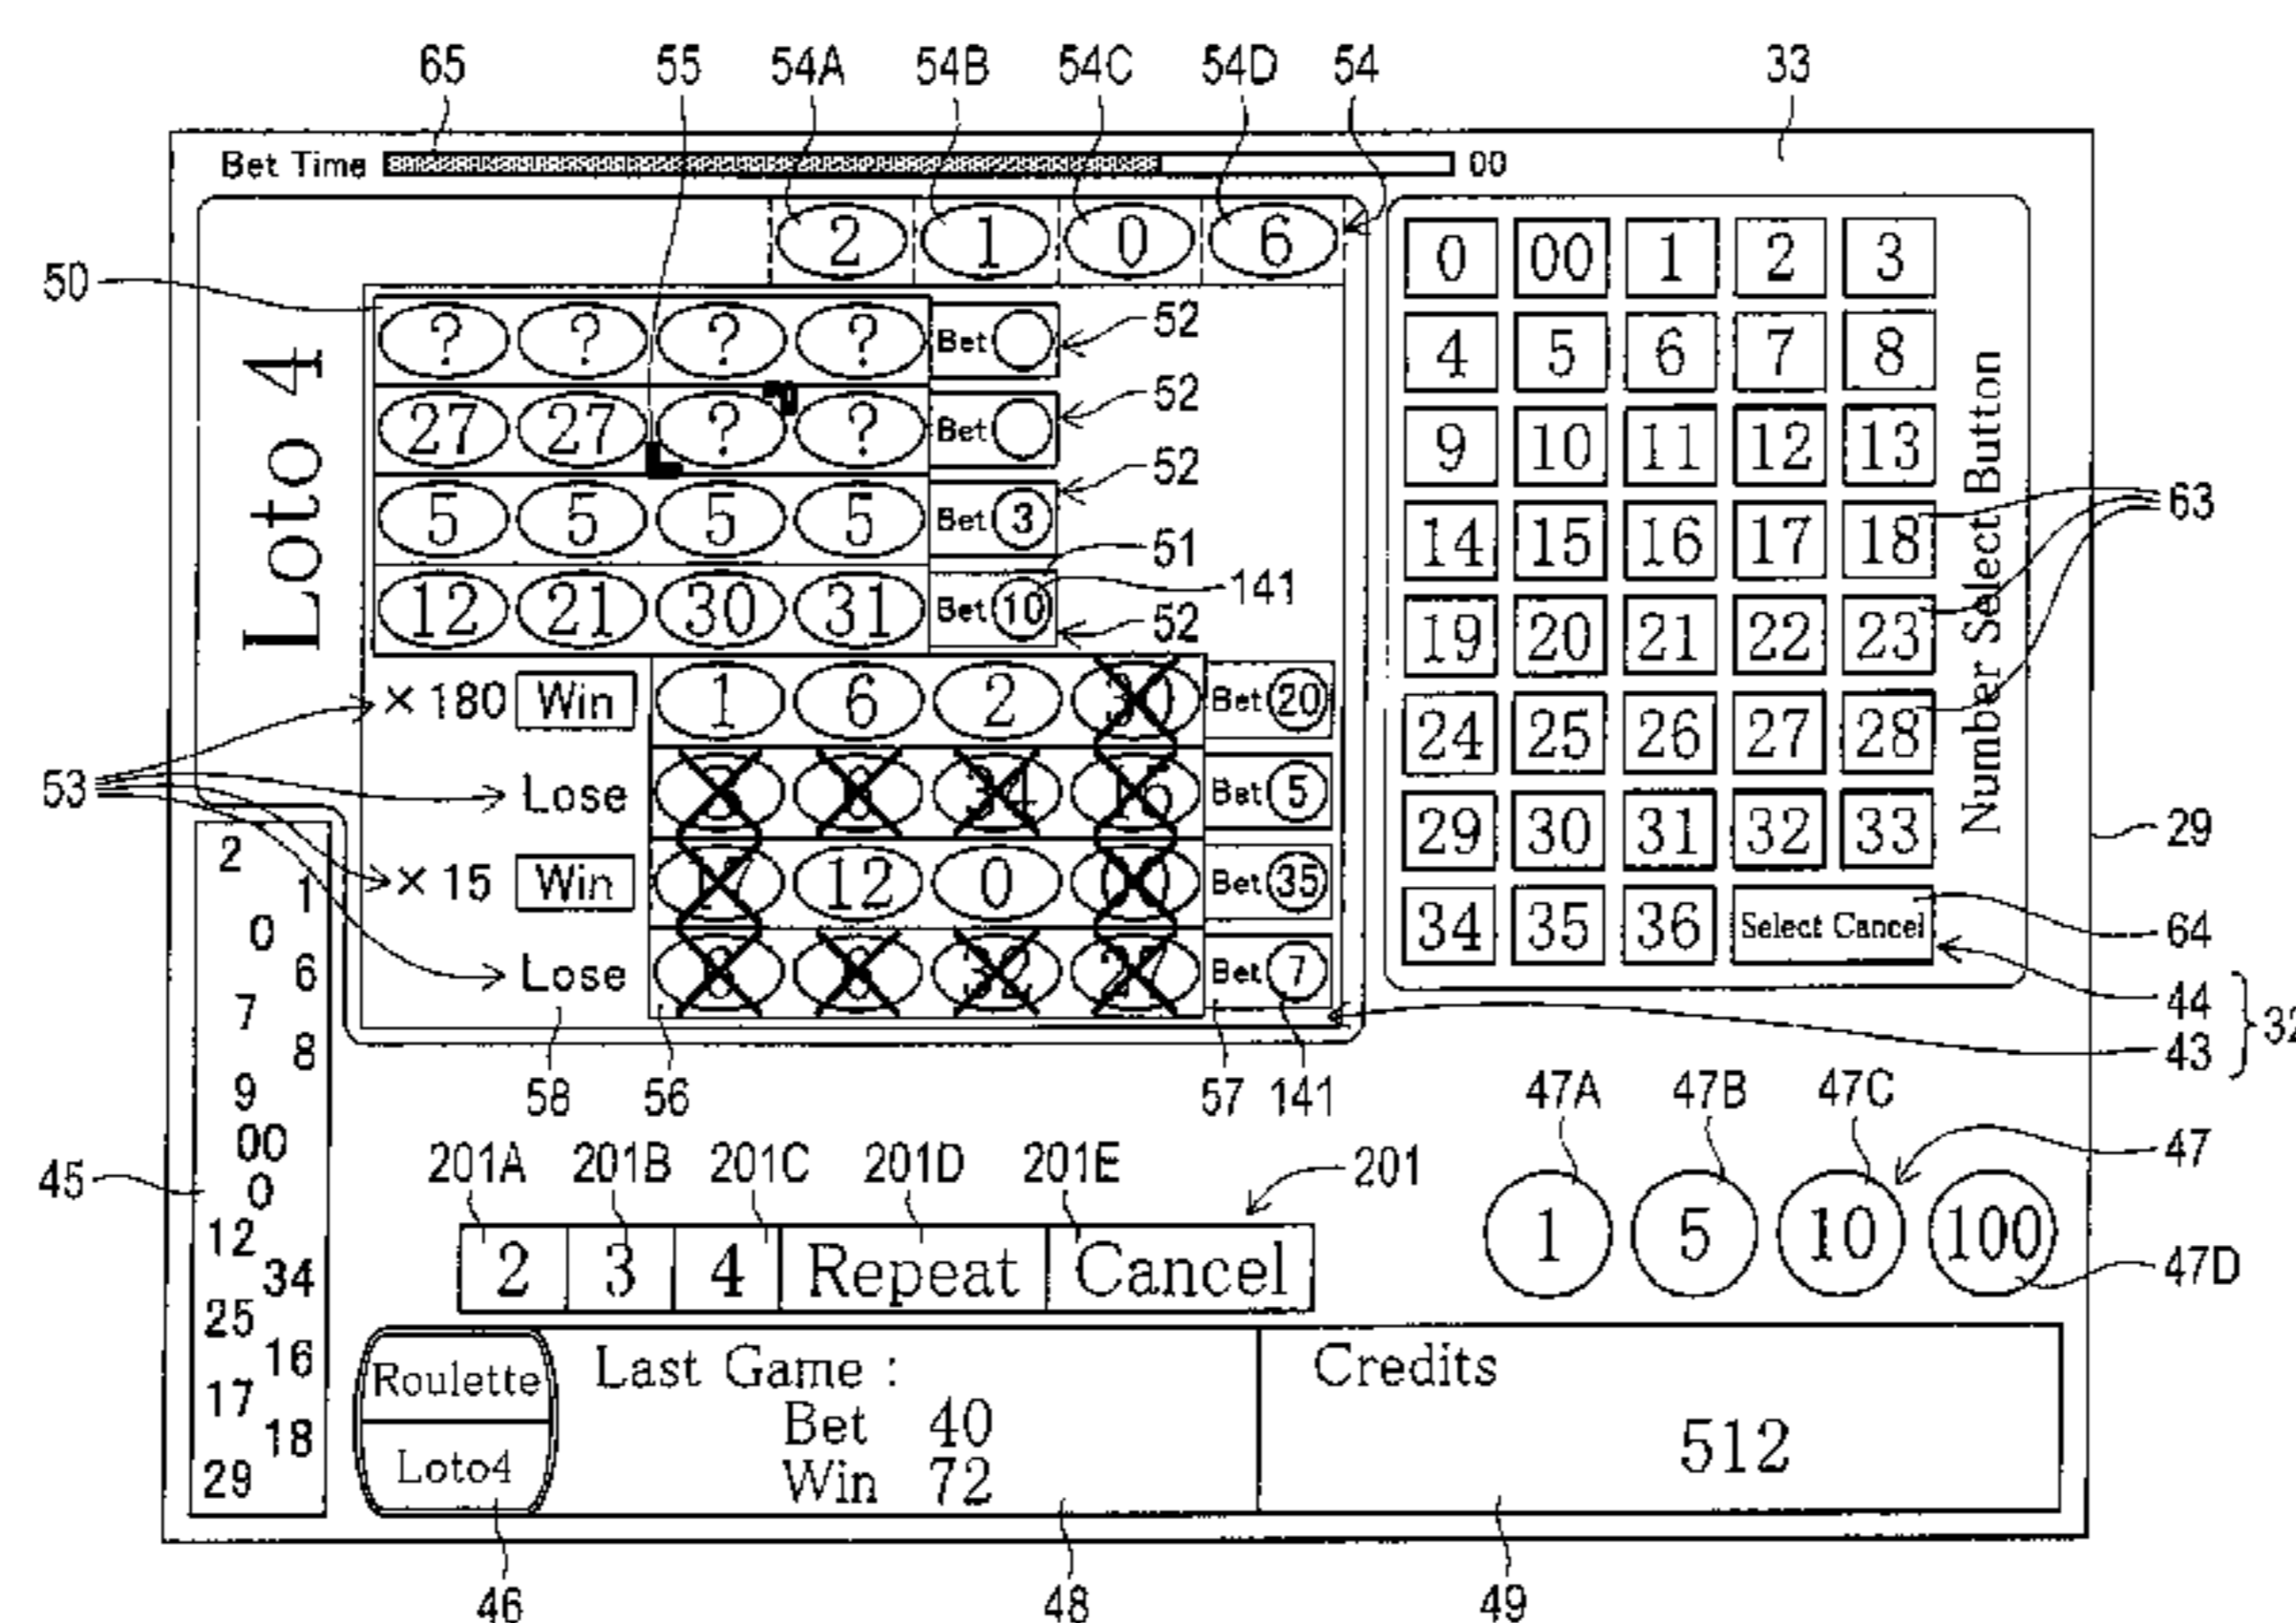 65 55 54A 54B 54C 54D 54 33
Bet Time 00
2 1 0 6
50
Loto 4
? ? ? ? Bet 52
27 27 ? ? Bet 52
5 5 5 5 Bet 3 52
12 21 30 31 Bet 10 51 141 52
53
× 180 Win 1 6 2 Bet 20
Lose Bet 5
× 15 Win 12 0 Bet 35
Lose Bet 7
0 00 1 2 3
4 5 6 7 8
9 10 11 12 13
14 15 16 17 18
19 20 21 22 23
24 25 26 27 28
29 30 31 32 33
34 35 36 Select Cancel
Number Select Button
63
29
64
44
43
32
58 56 57 141
45
2
1
0
6
7
8
9
00
0
12
34
25
16
17
18
29
201A 201B 201C 201D 201E 201
2 3 4 Repeat Cancel
47A 47B 47C 47
1 5 10 100
47D
Roulette
Loto4
Last Game :
Bet 40
Win 72
Credits
512
46 48 49